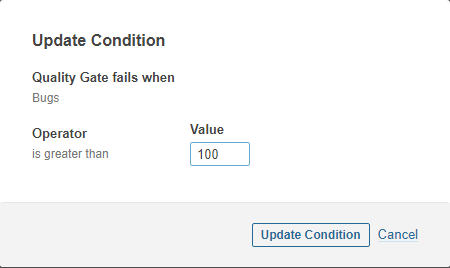 Update Condition
Quality Gate fails when
Bugs
Operator
is greater than
Value
100
Update Condition
Cancel